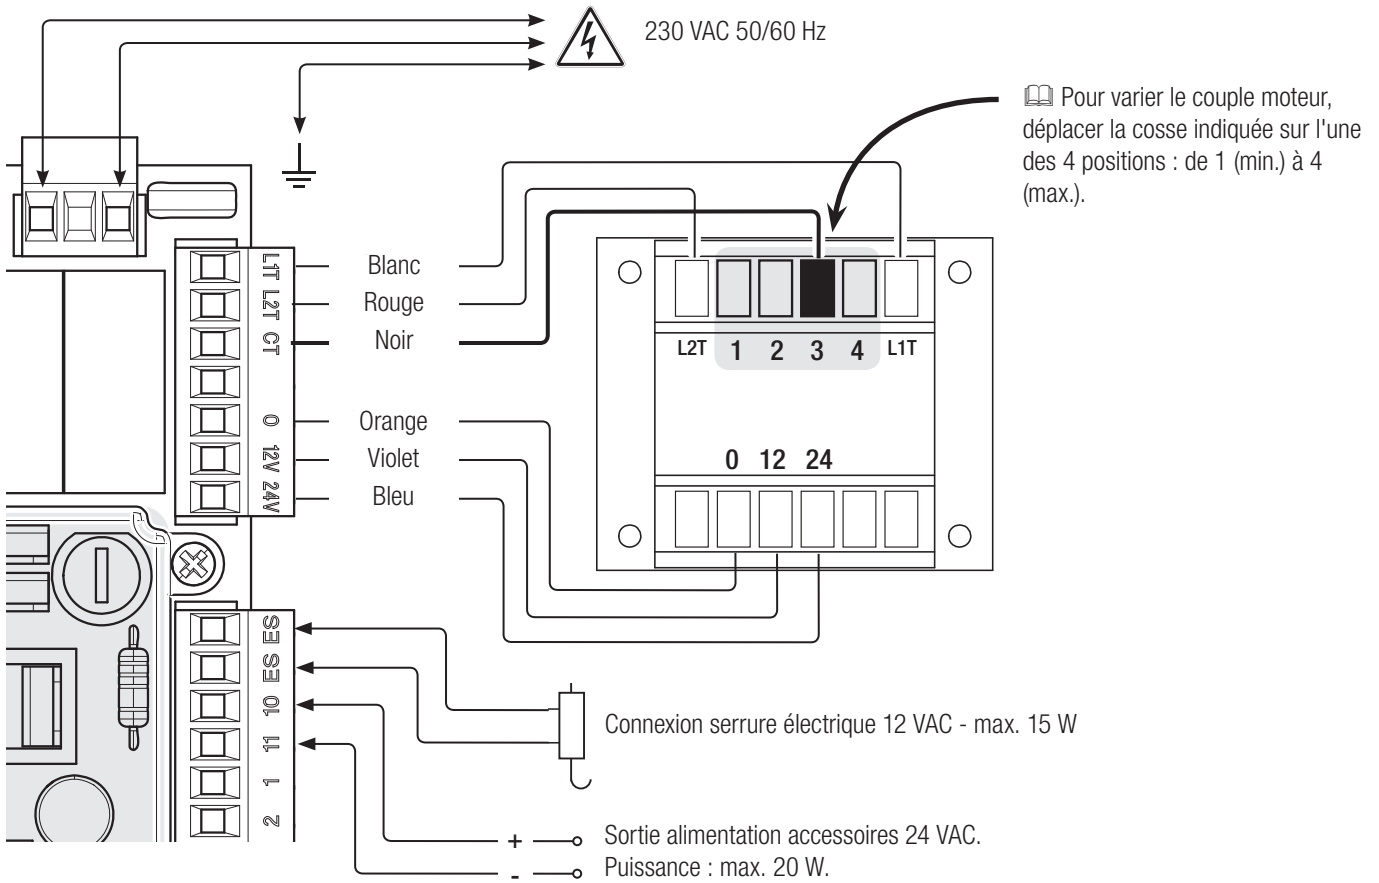 230 VAC 50/60 Hz
Pour varier le couple moteur,
déplacer la cosse indiquée sur l'une
des 4 positions : de 1 (min.) à 4
(max.).
L1T
Blanc
L2T
Rouge
CT
Noir
L2T 1 2 3 4 L1T
0
Orange
12V
Violet
24V
Bleu
0 12 24
ES
ES
10
11
1
2
Connexion serrure électrique 12 VAC - max. 15 W
+
Sortie alimentation accessoires 24 VAC.
-
Puissance : max. 20 W.